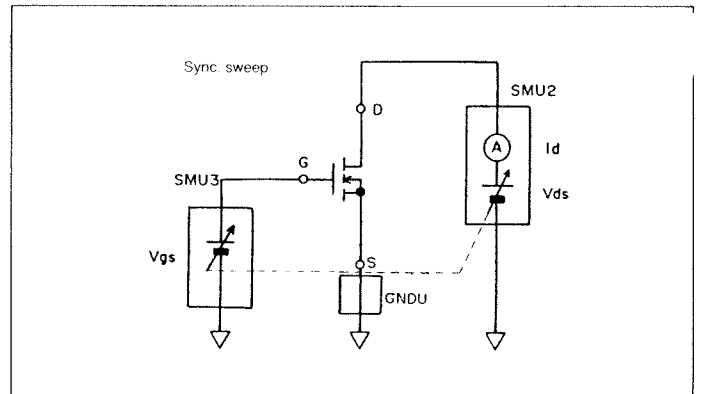 Sync. sweep
SMU2
D
A
Id
G
SMU3
Vds
Vgs
S
GNDU